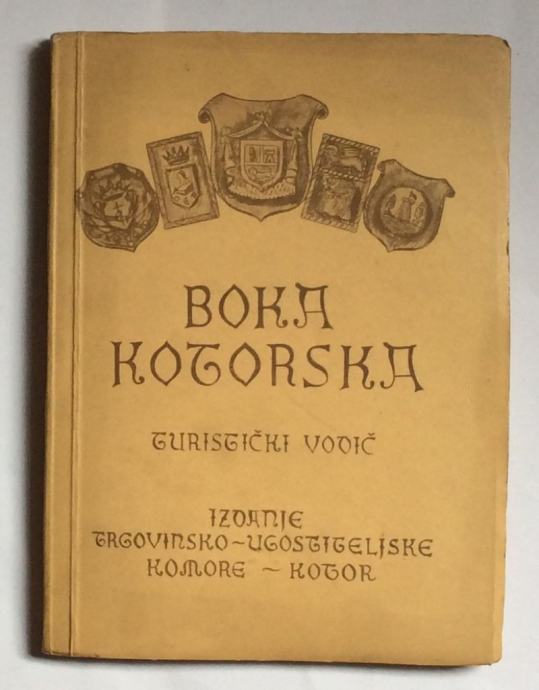 BOKA
KOTORSKA
TURISTIČKI VODIČ
IZDANJE
TRGOVINSKO-UGOSTITELJSKE
KOMORE - KOTOR